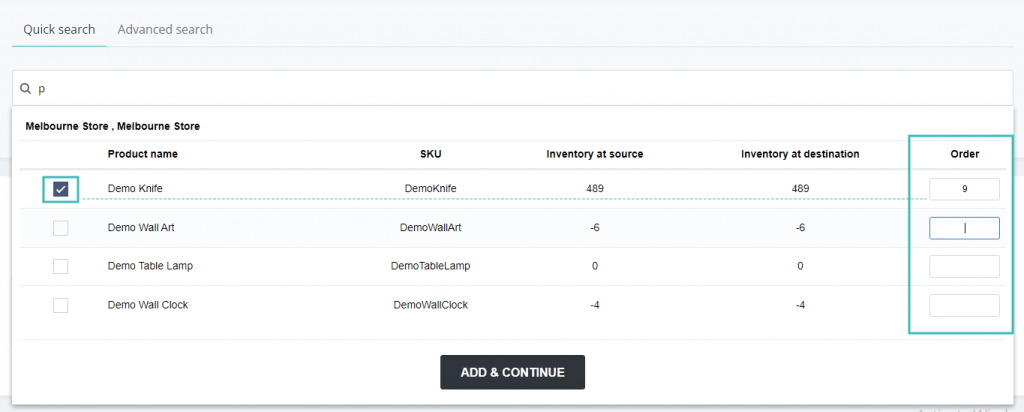 Quick search Advanced search
p
Melbourne Store , Melbourne Store
Product name SKU Inventory at source Inventory at destination Order
Demo Knife DemoKnife 489 489 9
Demo Wall Art DemoWallArt -6 -6
Demo Table Lamp DemoTableLamp 0 0
Demo Wall Clock DemoWallClock -4 -4
ADD & CONTINUE